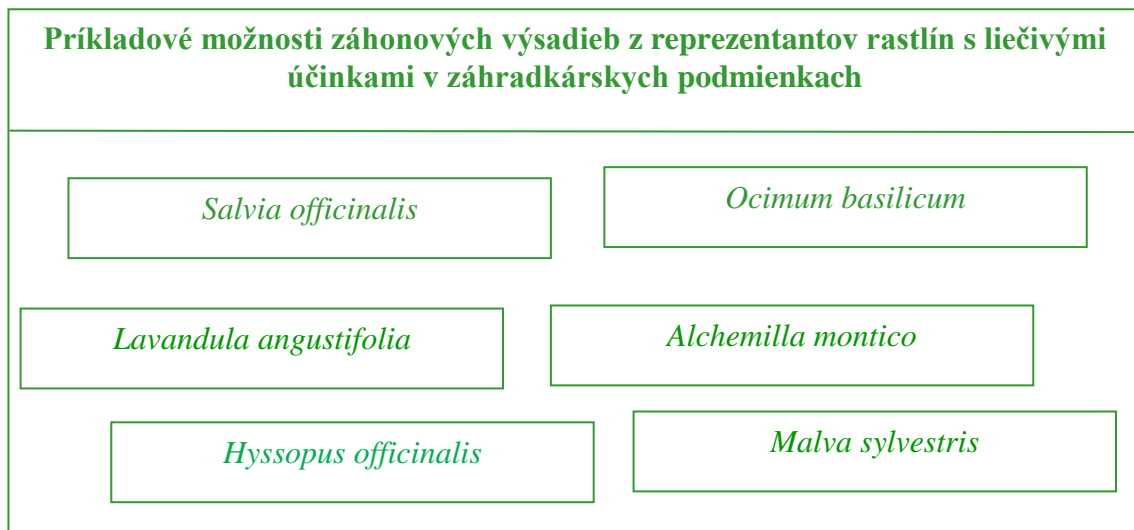 Príkladové možnosti záhonových výsadieb z reprezentantov rastlín s liečivými
účinkami v záhradkárskych podmienkach
Salvia officinalis
Ocimum basilicum
Lavandula angustifolia
Alchemilla montico
Hyssopus officinalis
Malva sylvestris